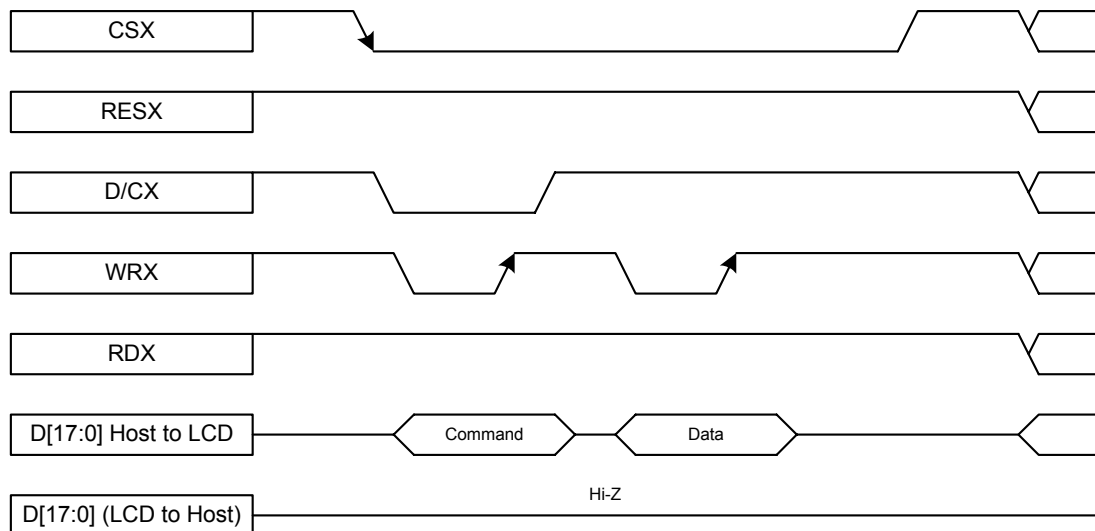 CSX
RESX
D/CX
WRX
RDX
D[17:0] Host to LCD
Command
Data
Hi-Z
D[17:0] (LCD to Host)